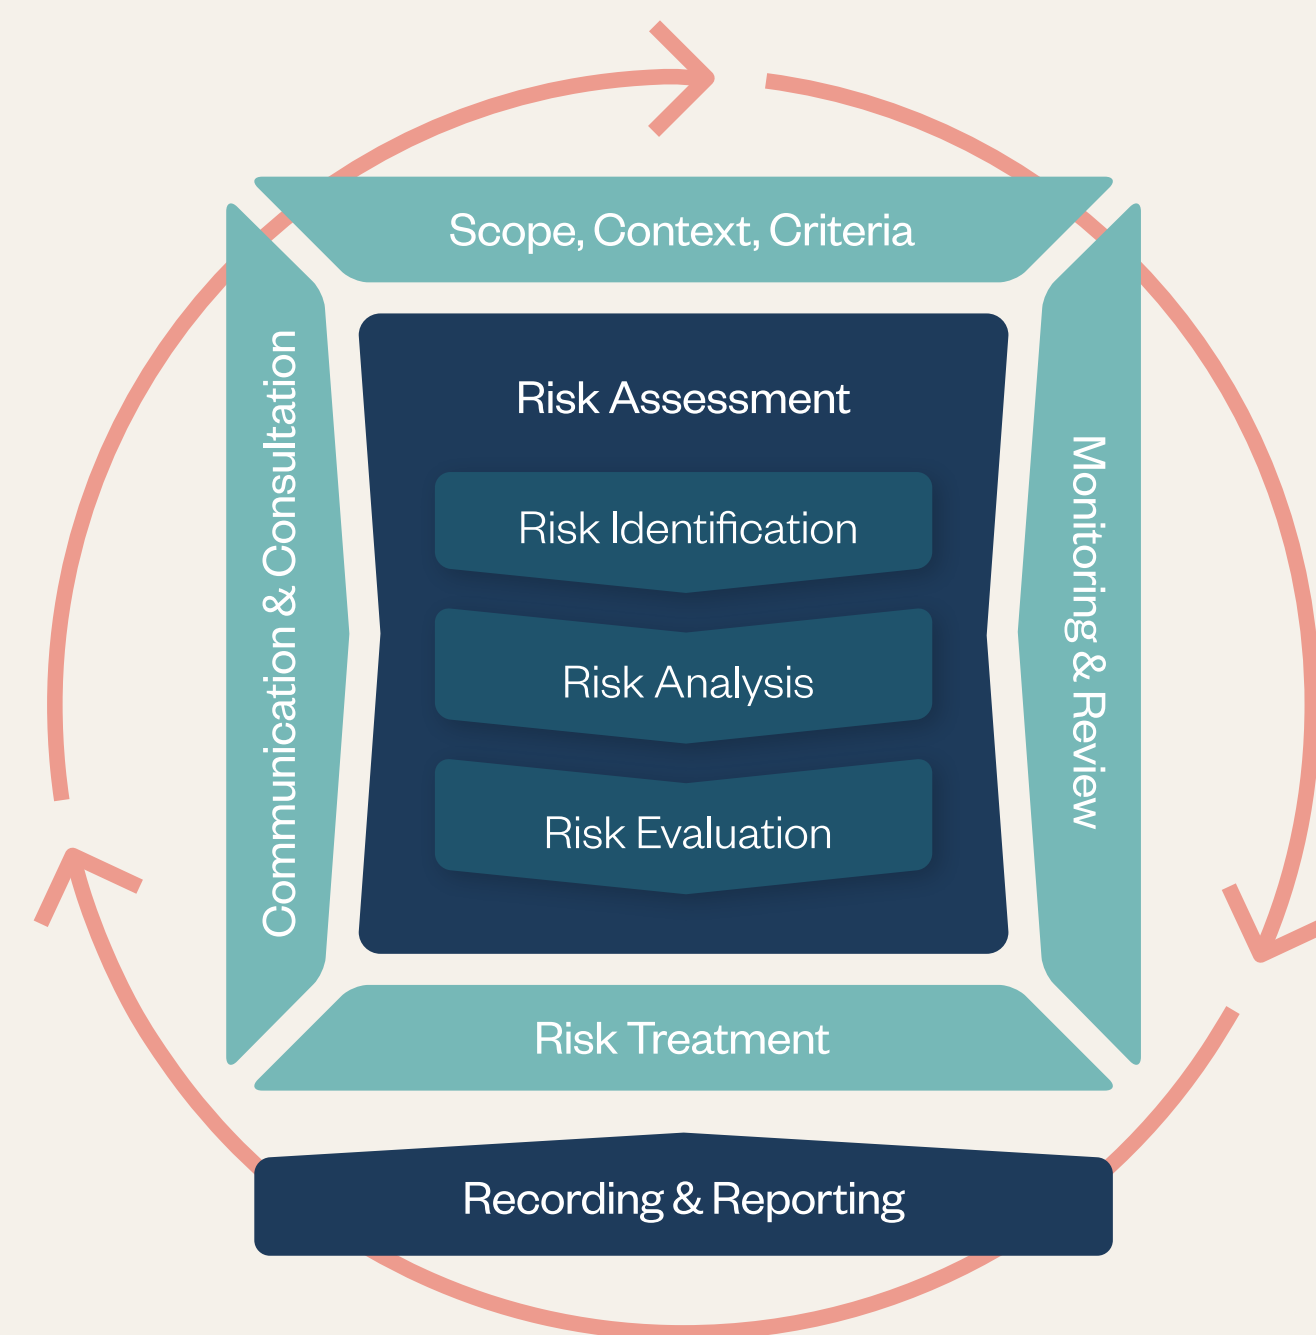 Scope, Context, Criteria
Communication & Consultation
Risk Assessment
Risk Identification
Risk Analysis
Risk Evaluation
Monitoring & Review
Risk Treatment
Recording & Reporting